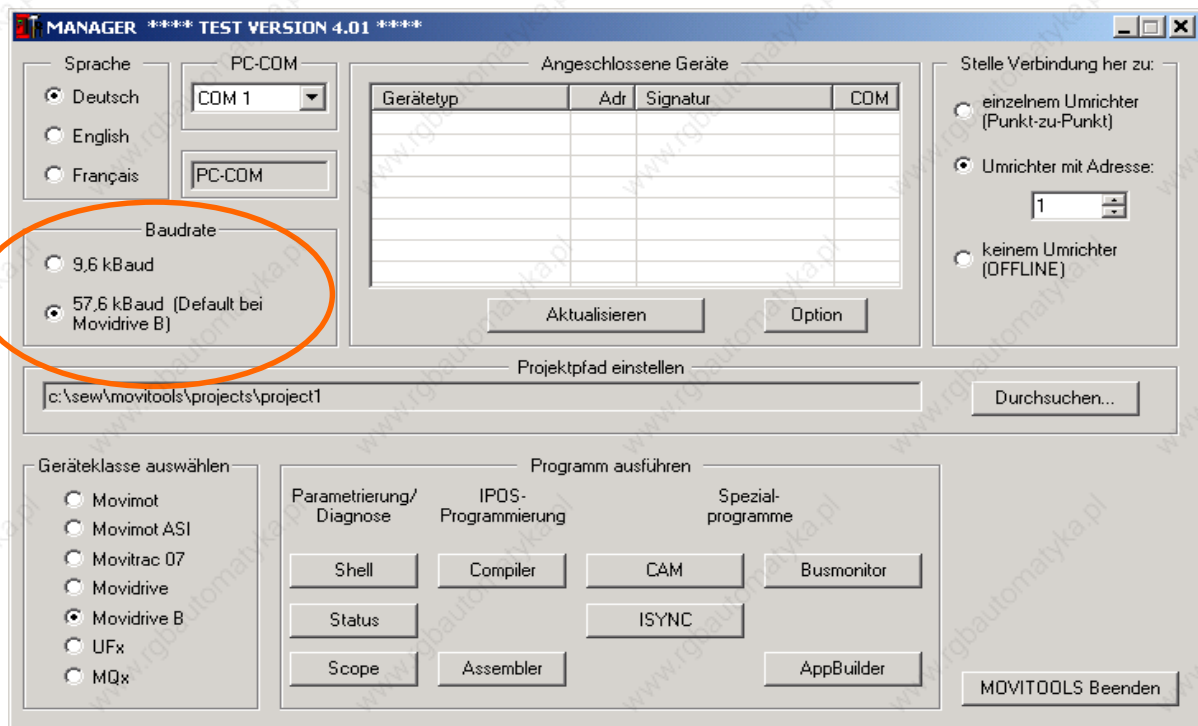 MANAGER **** TEST VERSION 4.01 ****
Sprache
Deutsch
English
Français
PC-COM
COM 1
PC-COM
Baudrate
9,6 kBaud
57,6 kBaud (Default bei
Movidrive B)
Angeschlossene Geräte
Gerätetyp Adr Signatur COM
Aktualisieren
Option
Stelle Verbindung her zu:
einzelnem Umrichter
(Punkt-zu-Punkt)
Umrichter mit Adresse:
1
keinem Umrichter
(OFFLINE)
Projektpfad einstellen
c:\sew\movitools\projects\project1
Durchsuchen...
Geräteklasse auswählen
Movimot
Movimot ASI
Movitrac 07
Movidrive
Movidrive B
UFx
MQx
Programm ausführen
Parametrierung/
Diagnose
IPOS-
Programmierung
Spezial-
programme
Shell
Compiler
CAM
Busmonitor
Status
ISYNC
Scope
Assembler
AppBuilder
MOVITOOLS Beenden
www.rgbautomatyka.pl